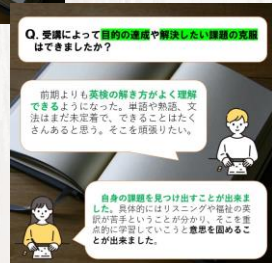 Q. 受講によって目的の達成や解決したい課題の克服
はできましたか？
前期よりも英検の解き方がよく理解
できるようになった。単語や熟語、文
法はまだ未定着で、できることはたく
さんあると思う。そこを頑張りたい。
自身の課題を見つけ出すことが出来ま
した。具体的にはリスニングや福祉の英
訳が苦手ということが分かり、そこを重
点的に学習していこうと意思を固めるこ
とが出来ました。